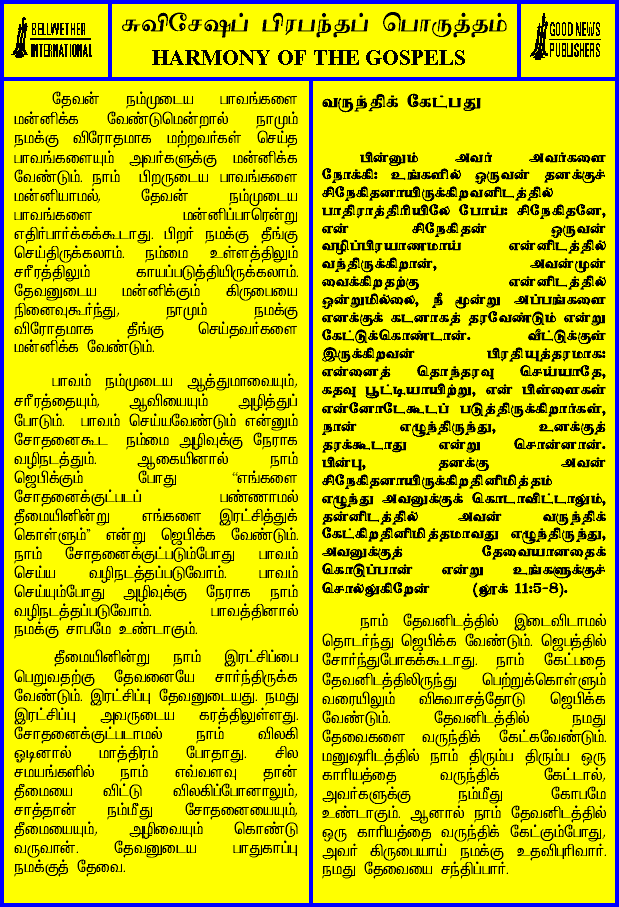 BELLWETHER
INTERNATIONAL
சுவிசேஷப் பிரபந்தப் பொருத்தம்
HARMONY OF THE GOSPELS
GOOD NEWS
PUBLISHERS
தேவன் நம்முடைய பாவங்களை
மன்னிக்க வேண்டுமென்றால் நாமும்
நமக்கு விரோதமாக மற்றவர்கள் செய்த
பாவங்களையும் அவர்களுக்கு மன்னிக்க
வேண்டும். நாம் பிறருடைய பாவங்களை
மன்னியாமல், தேவன் நம்முடைய
பாவங்களை மன்னிப்பாரென்று
எதிர்பார்க்கக்கூடாது. பிறர் நமக்கு தீங்கு
செய்திருக்கலாம். நம்மை உள்ளத்திலும்
சரீரத்திலும் காயப்படுத்தியிருக்கலாம்.
தேவனுடைய மன்னிக்கும் கிருபையை
நினைவுகூர்ந்து, நாமும் நமக்கு
விரோதமாக தீங்கு செய்தவர்களை
மன்னிக்க வேண்டும்.
பாவம் நம்முடைய ஆத்துமாவையும்,
சரீரத்தையும், ஆவியையும் அழித்துப்
போடும். பாவம் செய்யவேண்டும் என்னும்
சோதனைகூட நம்மை அழிவுக்கு நேராக
வழிநடத்தும். ஆகையினால் நாம்
ஜெபிக்கும் போது "எங்களை
சோதனைக்குட்படப் பண்ணாமல்
தீமையினின்று எங்களை இரட்சித்துக்
கொள்ளும்" என்று ஜெபிக்க வேண்டும்.
நாம் சோதனைக்குட்படும்போது பாவம்
செய்ய வழிநடத்தப்படுவோம். பாவம்
செய்யும்போது அழிவுக்கு நேராக நாம்
வழிநடத்தப்படுவோம். பாவத்தினால்
நமக்கு சாபமே உண்டாகும்.
தீமையினின்று நாம் இரட்சிப்பை
பெறுவதற்கு தேவனையே சார்ந்திருக்க
வேண்டும். இரட்சிப்பு தேவனுடையது. நமது
இரட்சிப்பு அவருடைய கரத்திலுள்ளது.
சோதனைக்குட்படாமல் நாம் விலகி
ஓடினால் மாத்திரம் போதாது. சில
சமயங்களில் நாம் எவ்வளவு தான்
தீமையை விட்டு விலகிப்போனாலும்,
சாத்தான் நம்மீது சோதனையையும்,
தீமையையும், அழிவையும் கொண்டு
வருவான். தேவனுடைய பாதுகாப்பு
நமக்குத் தேவை.
வருந்திக் கேட்பது
பின்னும் அவர் அவர்களை
நோக்கி: உங்களில் ஒருவன் தனக்குச்
சிநேகிதனாயிருக்கிறவனிடத்தில்
பாதிராத்திரியிலே போய்: சிநேகிதனே,
என் சிநேகிதன் ஒருவன்
வழிப்பிரயாணமாய் என்னிடத்தில்
வந்திருக்கிறான், அவன்முன்
வைக்கிறதற்கு என்னிடத்தில்
ஒன்றுமில்லை, நீ மூன்று அப்பங்களை
எனக்குக் கடனாகத் தரவேண்டும் என்று
கேட்டுக்கொண்டான். வீட்டுக்குள்
இருக்கிறவன் பிரதியுத்தரமாக:
என்னைத் தொந்தரவு செய்யாதே,
கதவு பூட்டியாயிற்று, என் பிள்ளைகள்
என்னோடேகூடப் படுத்திருக்கிறார்கள்,
நான் எழுந்திருந்து, உனக்குத்
தரக்கூடாது என்று சொன்னான்.
பின்பு, தனக்கு அவன்
சிநேகிதனாயிருக்கிறதினிமித்தம்
எழுந்து அவனுக்குக் கொடாவிட்டாலும்,
தன்னிடத்தில் அவன் வருந்திக்
கேட்கிறதினிமித்தமாவது எழுந்திருந்து,
அவனுக்குத் தேவையானதைக்
கொடுப்பான் என்று உங்களுக்குச்
சொல்லுகிறேன் (லூக் 11:5-8).
நாம் தேவனிடத்தில் இடைவிடாமல்
தொடர்ந்து ஜெபிக்க வேண்டும். ஜெபத்தில்
சோர்ந்துபோகக்கூடாது. நாம் கேட்பதை
தேவனிடத்திலிருந்து பெற்றுக்கொள்ளும்
வரையிலும் விசுவாசத்தோடு ஜெபிக்க
வேண்டும். தேவனிடத்தில் நமது
தேவைகளை வருந்திக் கேட்கவேண்டும்.
மனுஷரிடத்தில் நாம் திரும்ப திரும்ப ஒரு
காரியத்தை வருந்திக் கேட்டால்,
அவர்களுக்கு நம்மீது கோபமே
உண்டாகும். ஆனால் நாம் தேவனிடத்தில்
ஒரு காரியத்தை வருந்திக் கேட்கும்போது,
அவர் கிருபையாய் நமக்கு உதவிபுரிவார்.
நமது தேவையை சந்திப்பார்.